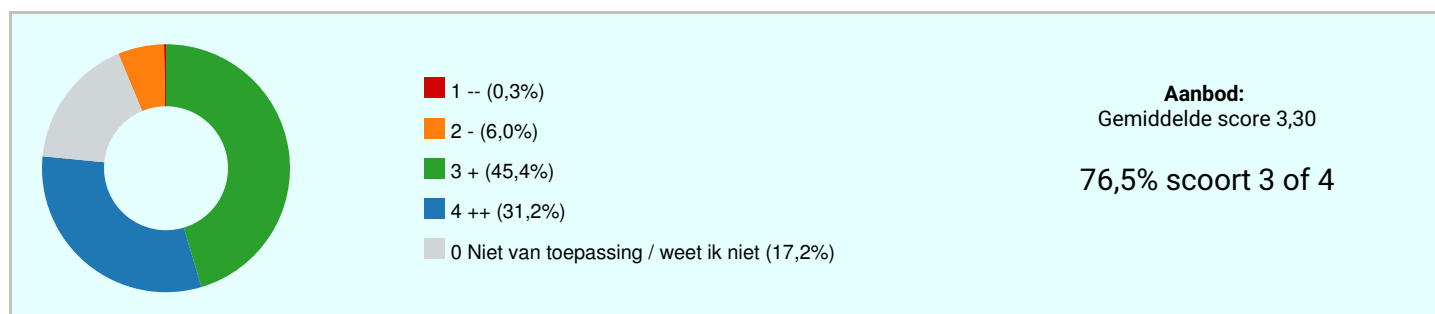 1 -- (0,3%)
2 - (6,0%)
3 + (45,4%)
4 ++ (31,2%)
0 Niet van toepassing / weet ik niet (17,2%)
Aanbod:
Gemiddelde score 3,30
76,5% scoort 3 of 4